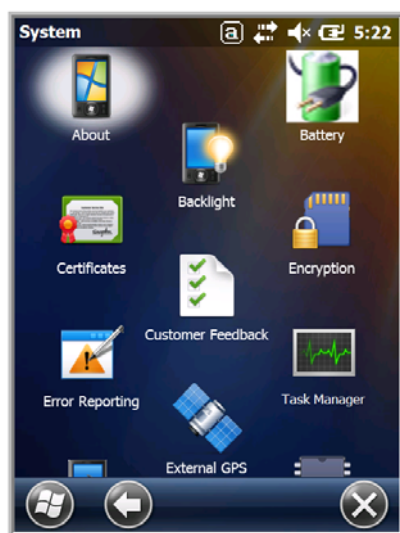 System
a
5:22
About
Battery
Backlight
Certificates
Encryption
Customer Feedback
Error Reporting
Task Manager
External GPS